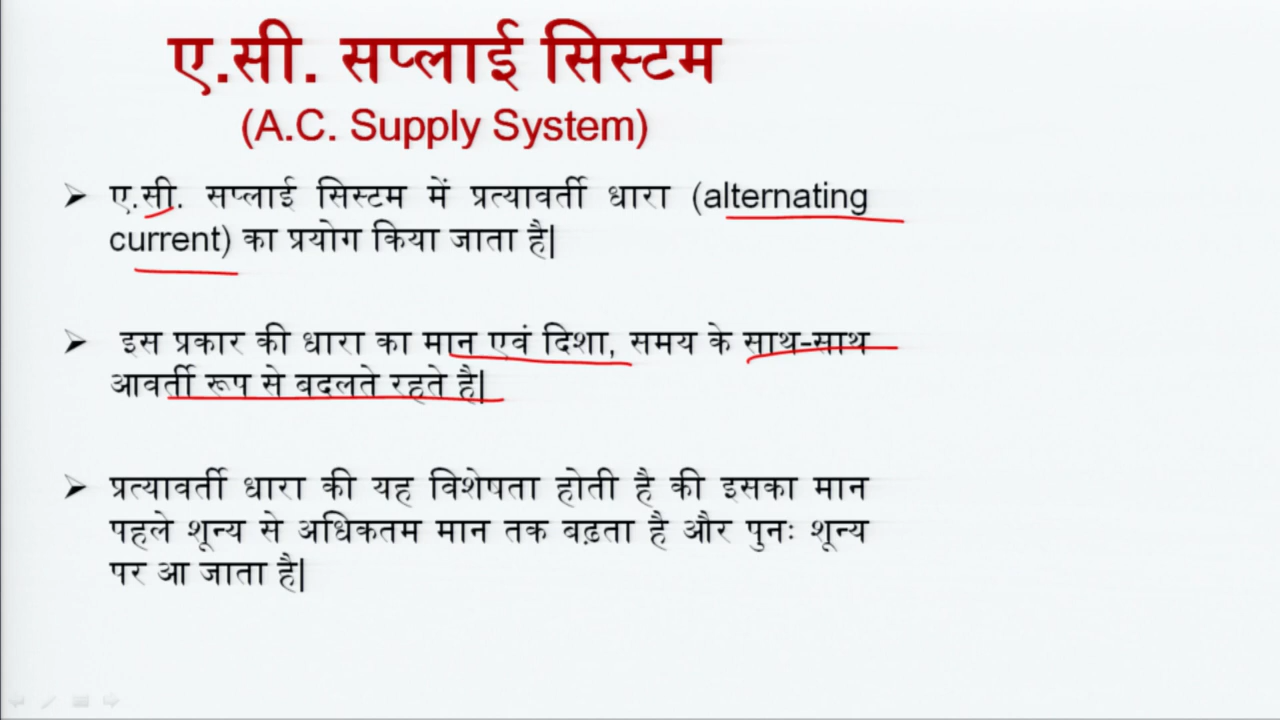 ए.सी. सप्लाई सिस्टम
(A.C. Supply System)
➢ ए.सी. सप्लाई सिस्टम में प्रत्यावर्ती धारा (alternating
current) का प्रयोग किया जाता है|
➢ इस प्रकार की धारा का मान एवं दिशा, समय के साथ-साथ
आवर्ती रूप से बदलते रहते है|
➢ प्रत्यावर्ती धारा की यह विशेषता होती है की इसका मान
पहले शून्य से अधिकतम मान तक बढ़ता है और पुनः शून्य
पर आ जाता है|